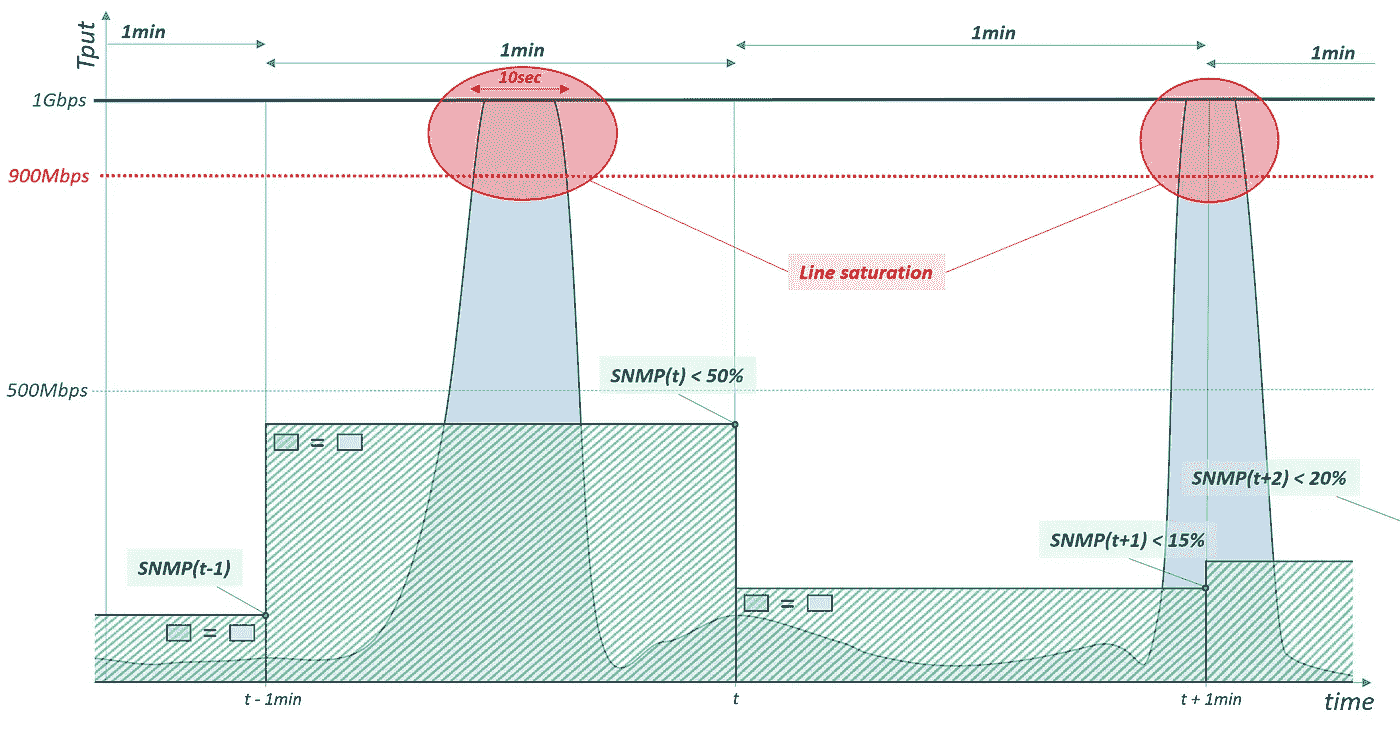 Tput
1min
1min
1min
1min
10sec
1Gbps
900Mbps
Line saturation
SNMP(t) < 50%
500Mbps
=
SNMP(t+2) < 20%
SNMP(t+1) < 15%
SNMP(t-1)
=
=
t - 1min
t
t + 1min
time